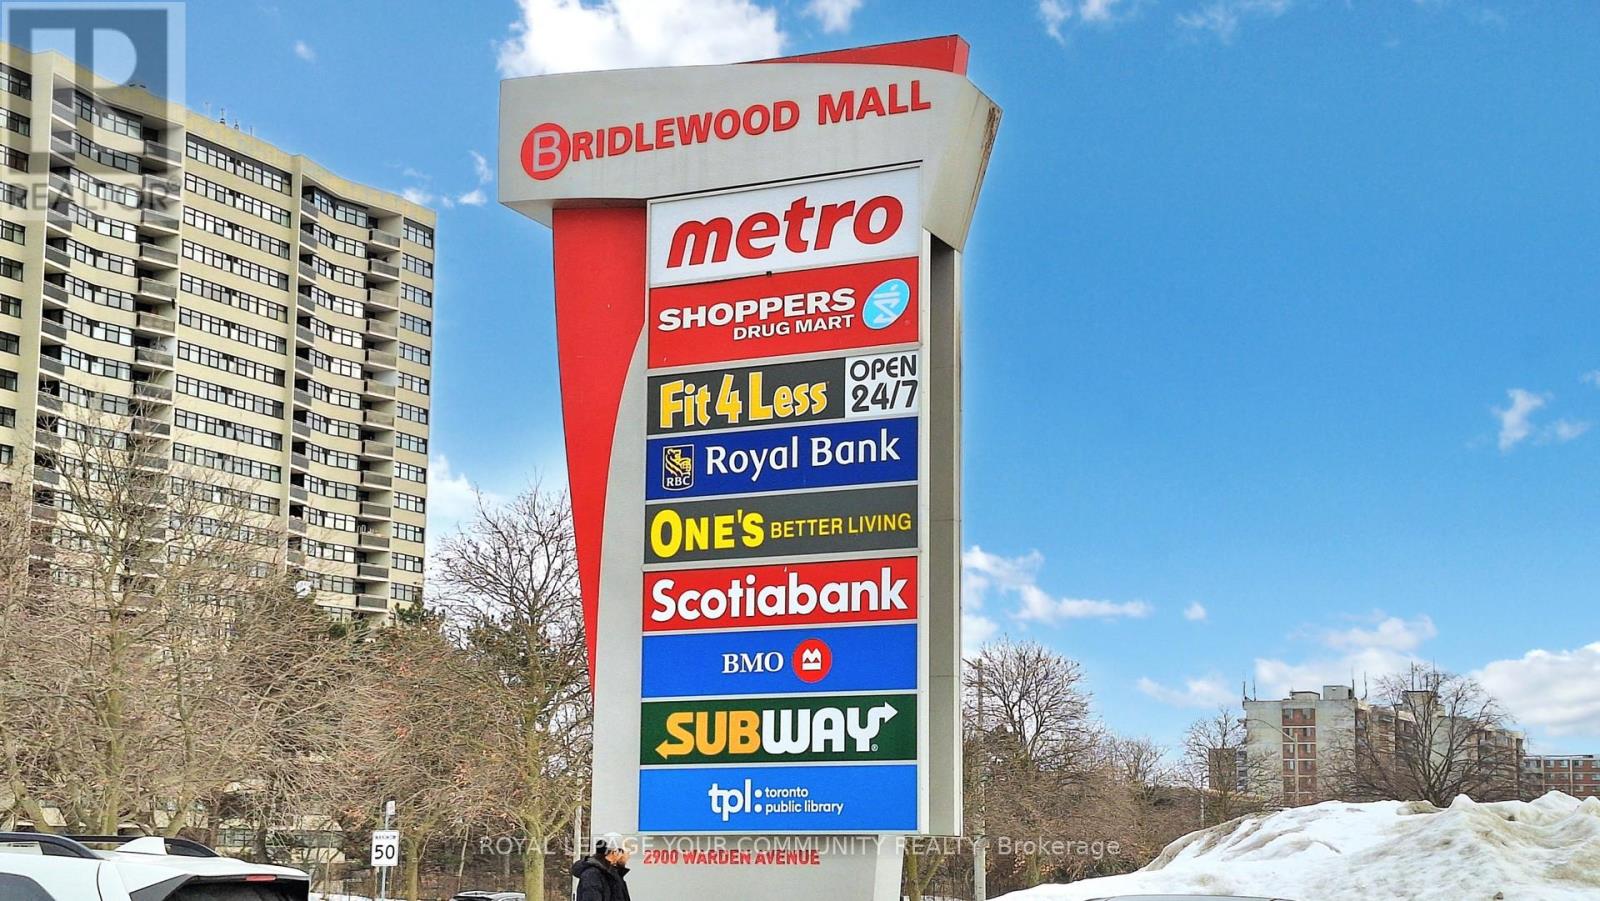 REALTOR®
BRIDLEWOOD MALL
metro
SHOPPERS
DRUG MART
Fit 4 Less
OPEN
24/7
RBC
Royal Bank
ONE'S BETTER LIVING
Scotiabank
BMO
SUBWAY®
tpl: toronto
public library
MAXIMUM
50
ROYAL LEPAGE YOUR COMMUNITY REALTY, Brokerage
2900 WARDEN AVENUE